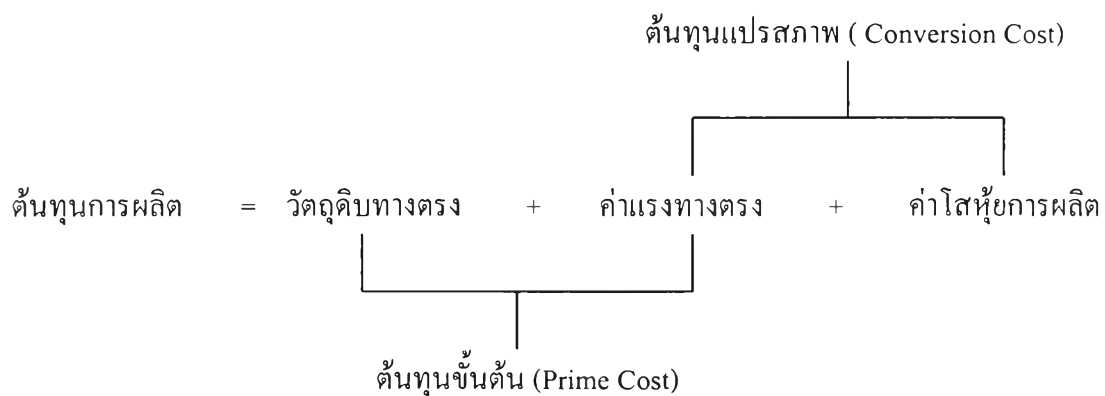 ต้นทุนแปรสภาพ ( Conversion Cost)
ต้นทุนการผลิต = วัตถุดิบทางตรง + ค่าแรงทางตรง + ค่าโสหุ้ยการผลิต
ต้นทุนขั้นต้น (Prime Cost)